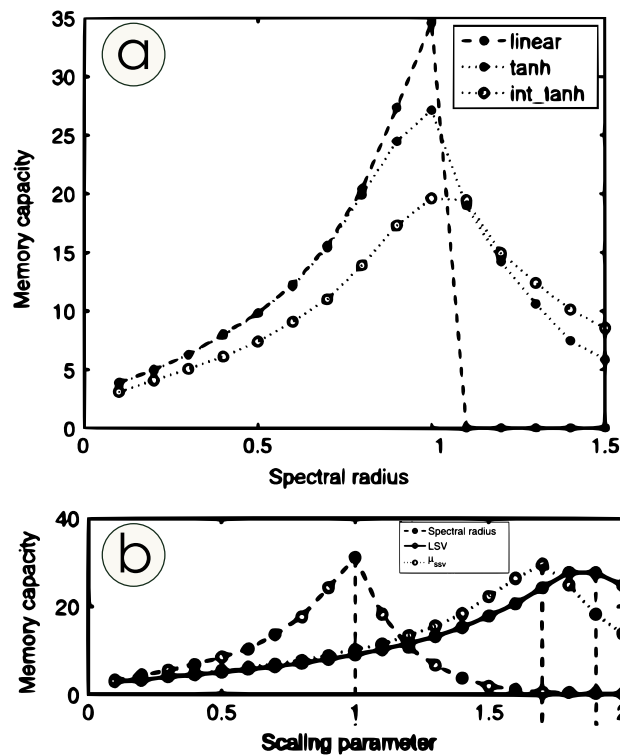 a
35
30
25
20
15
10
5
0
Memory capacity
linear
tanh
int_tanh
0 0.5 1 1.5
Spectral radius
b
40
20
0
Memory capacity
Spectral radius
LSV
μssv
0 0.5 1 1.5 2
Scaling parameter